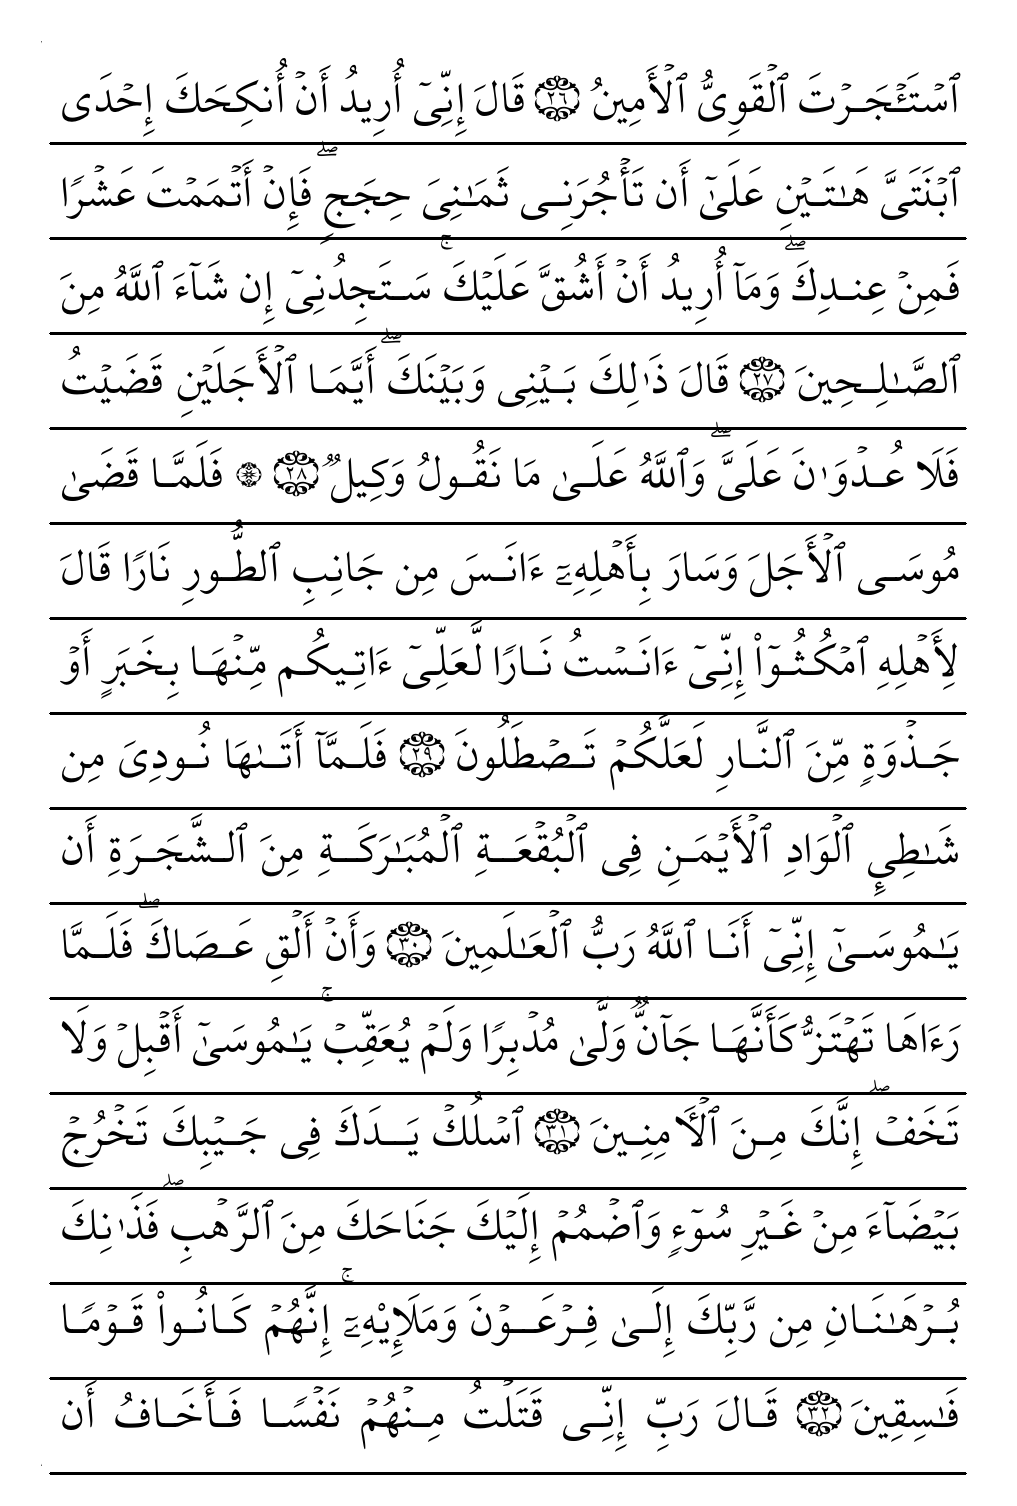 ٱسۡتَـٔۡجَرۡتَ ٱلۡقَوِىُّ ٱلۡأَمِينُ ٢٦ قَالَ إِنِّىٓ أُرِيدُ أَنۡ أُنكِحَكَ إِحۡدَى
ٱبۡنَتَىَّ هَـٰتَيۡنِ عَلَىٰٓ أَن تَأۡجُرَنِى ثَمَـٰنِىَ حِجَجٍۖ فَإِنۡ أَتۡمَمۡتَ عَشۡرًا
فَمِنۡ عِندِكَۖ وَمَآ أُرِيدُ أَنۡ أَشُقَّ عَلَيۡكَۚ سَتَجِدُنِىٓ إِن شَآءَ ٱللَّهُ مِنَ
ٱلصَّـٰلِحِينَ ٢٧ قَالَ ذَٰلِكَ بَيۡنِى وَبَيۡنَكَۖ أَيَّمَا ٱلۡأَجَلَيۡنِ قَضَيۡتُ
فَلَا عُدۡوَٰنَ عَلَىَّۖ وَٱللَّهُ عَلَىٰ مَا نَقُولُ وَكِيلٌ ٢٨ ۞ فَلَمَّا قَضَىٰ
مُوسَى ٱلۡأَجَلَ وَسَارَ بِأَهۡلِهِۦٓ ءَانَسَ مِن جَانِبِ ٱلطُّورِ نَارًا قَالَ
لِأَهۡلِهِ ٱمۡكُثُوٓا۟ إِنِّىٓ ءَانَسۡتُ نَارًا لَّعَلِّىٓ ءَاتِيكُم مِّنۡهَا بِخَبَرٍ أَوۡ
جَذۡوَةٍ مِّنَ ٱلنَّارِ لَعَلَّكُمۡ تَصۡطَلُونَ ٢٩ فَلَمَّآ أَتَىٰهَا نُودِىَ مِن
شَـٰطِئِ ٱلۡوَادِ ٱلۡأَيۡمَنِ فِى ٱلۡبُقۡعَةِ ٱلۡمُبَـٰرَكَةِ مِنَ ٱلشَّجَرَةِ أَن
يَـٰمُوسَىٰٓ إِنِّىٓ أَنَا ٱللَّهُ رَبُّ ٱلۡعَـٰلَمِينَ ٣٠ وَأَنۡ أَلۡقِ عَصَاكَۖ فَلَمَّا
رَءَاهَا تَهۡتَزُّ كَأَنَّهَا جَآنٌّ وَلَّىٰ مُدۡبِرًا وَلَمۡ يُعَقِّبۡۚ يَـٰمُوسَىٰٓ أَقۡبِلۡ وَلَا
تَخَفۡۖ إِنَّكَ مِنَ ٱلۡـَٔامِنِينَ ٣١ ٱسۡلُكۡ يَدَكَ فِى جَيۡبِكَ تَخۡرُجۡ
بَيۡضَآءَ مِنۡ غَيۡرِ سُوٓءٍ وَٱضۡمُمۡ إِلَيۡكَ جَنَاحَكَ مِنَ ٱلرَّهۡبِۖ فَذَٰنِكَ
بُرۡهَـٰنَانِ مِن رَّبِّكَ إِلَىٰ فِرۡعَوۡنَ وَمَلَإِي۟هِۦٓۚ إِنَّهُمۡ كَانُوا۟ قَوۡمًا
فَـٰسِقِينَ ٣٢ قَالَ رَبِّ إِنِّى قَتَلۡتُ مِنۡهُمۡ نَفۡسًا فَأَخَافُ أَن